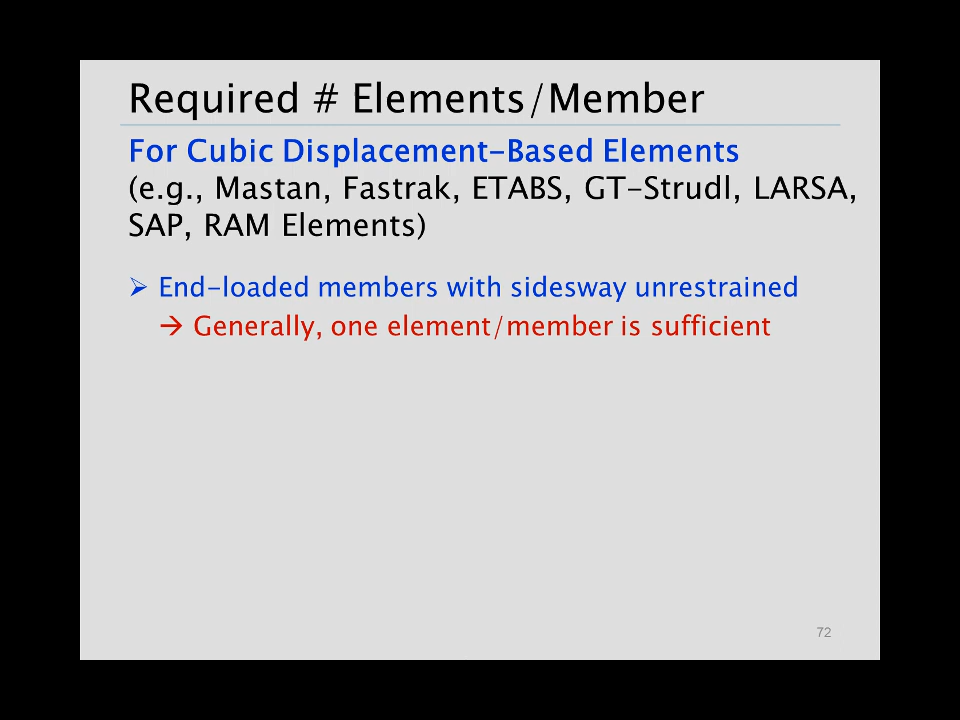 Required # Elements/Member
For Cubic Displacement-Based Elements
(e.g., Mastan, Fastrak, ETABS, GT-Strudl, LARSA,
SAP, RAM Elements)
➢ End-loaded members with sidesway unrestrained
→ Generally, one element/member is sufficient
72